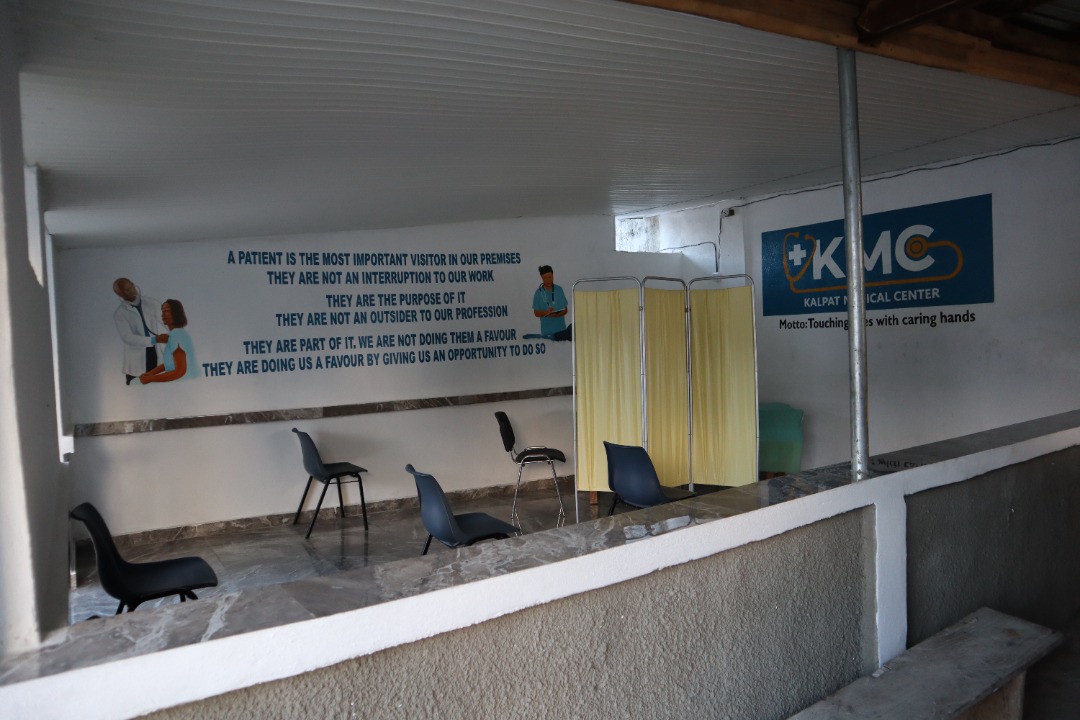 A PATIENT IS THE MOST IMPORTANT VISITOR IN OUR PREMISES
THEY ARE NOT AN INTERRUPTION TO OUR WORK
THEY ARE THE PURPOSE OF IT
THEY ARE NOT AN OUTSIDER TO OUR PROFESSION
THEY ARE PART OF IT. WE ARE NOT DOING THEM A FAVOUR
THEY ARE DOING US A FAVOUR BY GIVING US AN OPPORTUNITY TO DO SO
KMC
KALPAT MEDICAL CENTER
Motto: Touching with caring hands